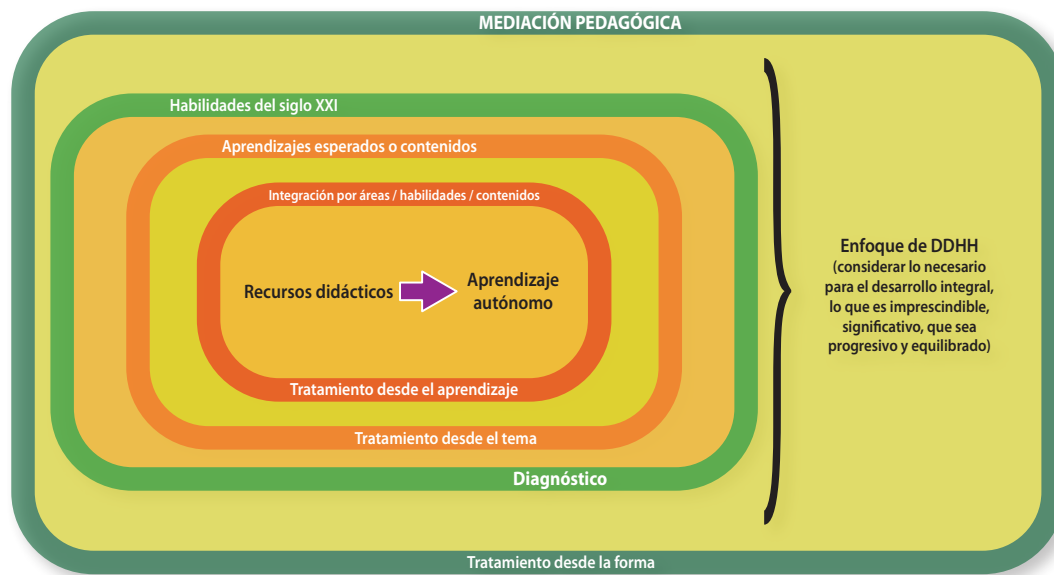 MEDIACIÓN PEDAGÓGICA
Habilidades del siglo XXI
Aprendizajes esperados o contenidos
Integración por áreas / habilidades / contenidos
Recursos didácticos
Aprendizaje
autónomo
Tratamiento desde el aprendizaje
Tratamiento desde el tema
Diagnóstico
Enfoque de DDHH
(considerar lo necesario
para el desarrollo integral,
lo que es imprescindible,
significativo, que sea
progresivo y equilibrado)
Tratamiento desde la forma